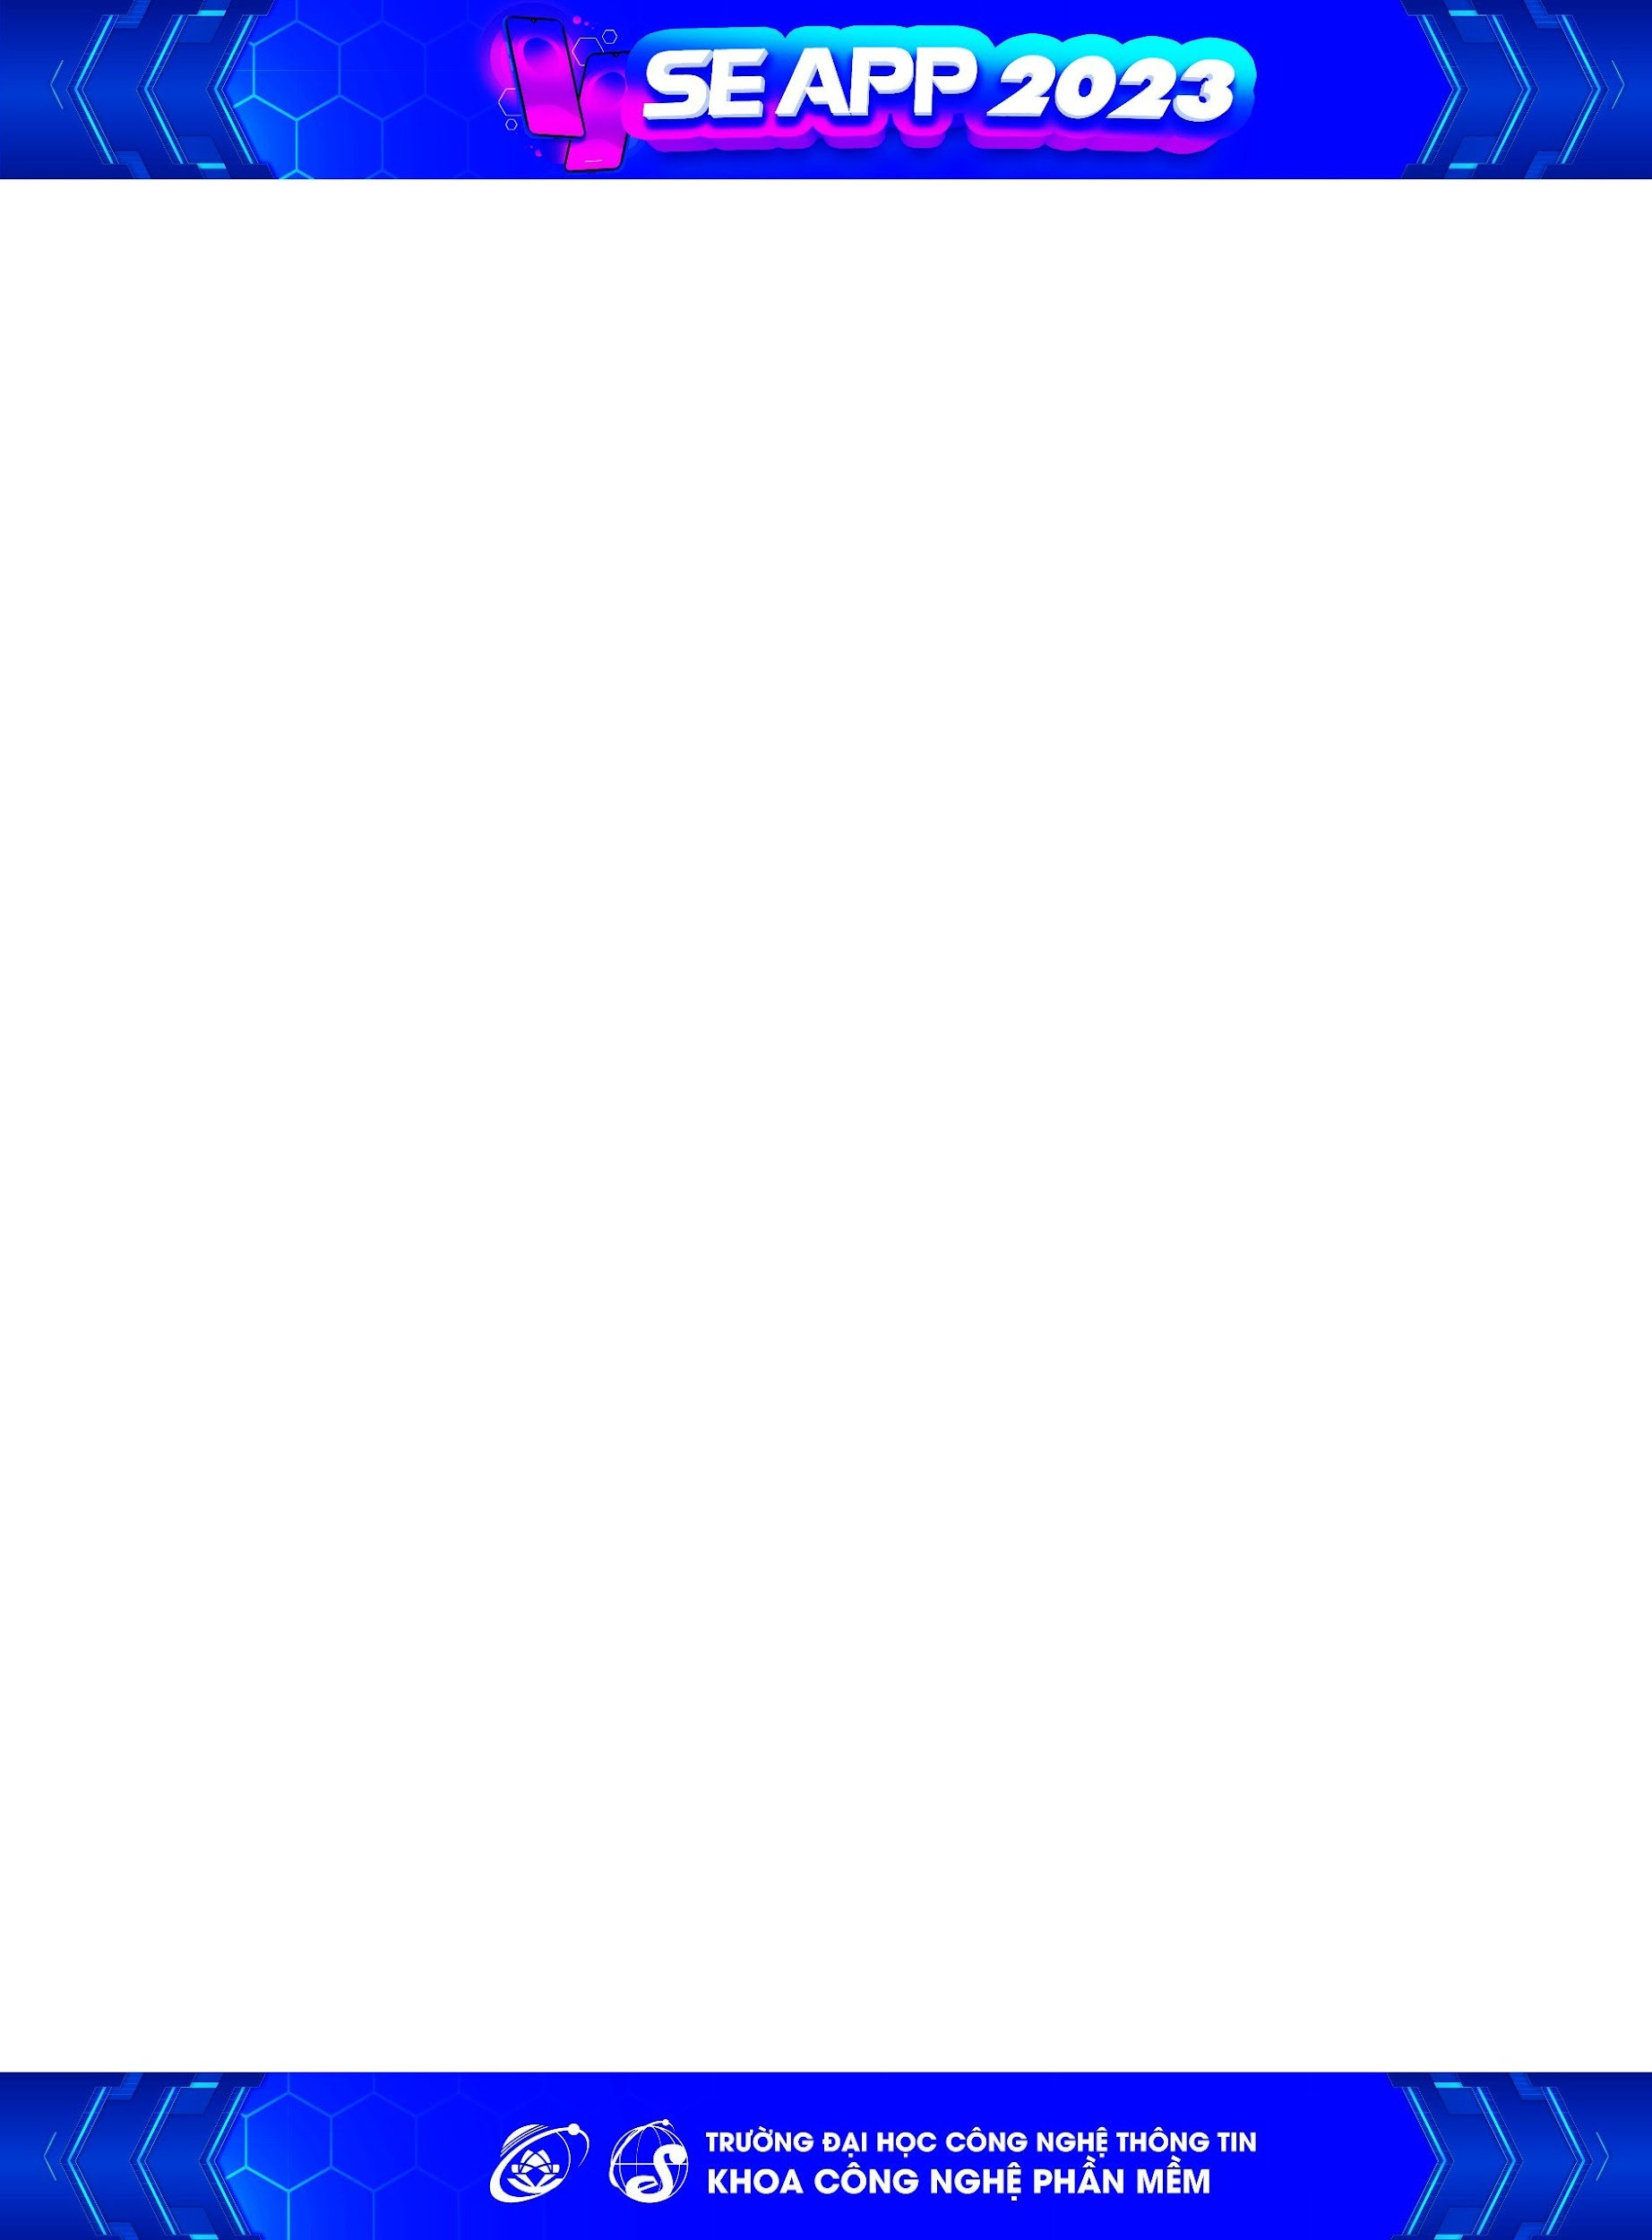 SE APP 2023
TRƯỜNG ĐẠI HỌC CÔNG NGHỆ THÔNG TIN
KHOA CÔNG NGHỆ PHẦN MỀM